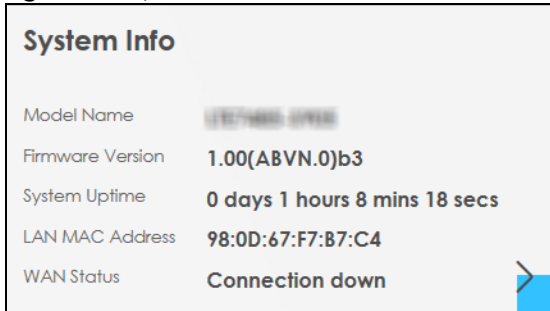 System Info
Model Name
Firmware Version 1.00(ABVN.0)b3
System Uptime 0 days 1 hours 8 mins 18 secs
LAN MAC Address 98:0D:67:F7:B7:C4
WAN Status Connection down